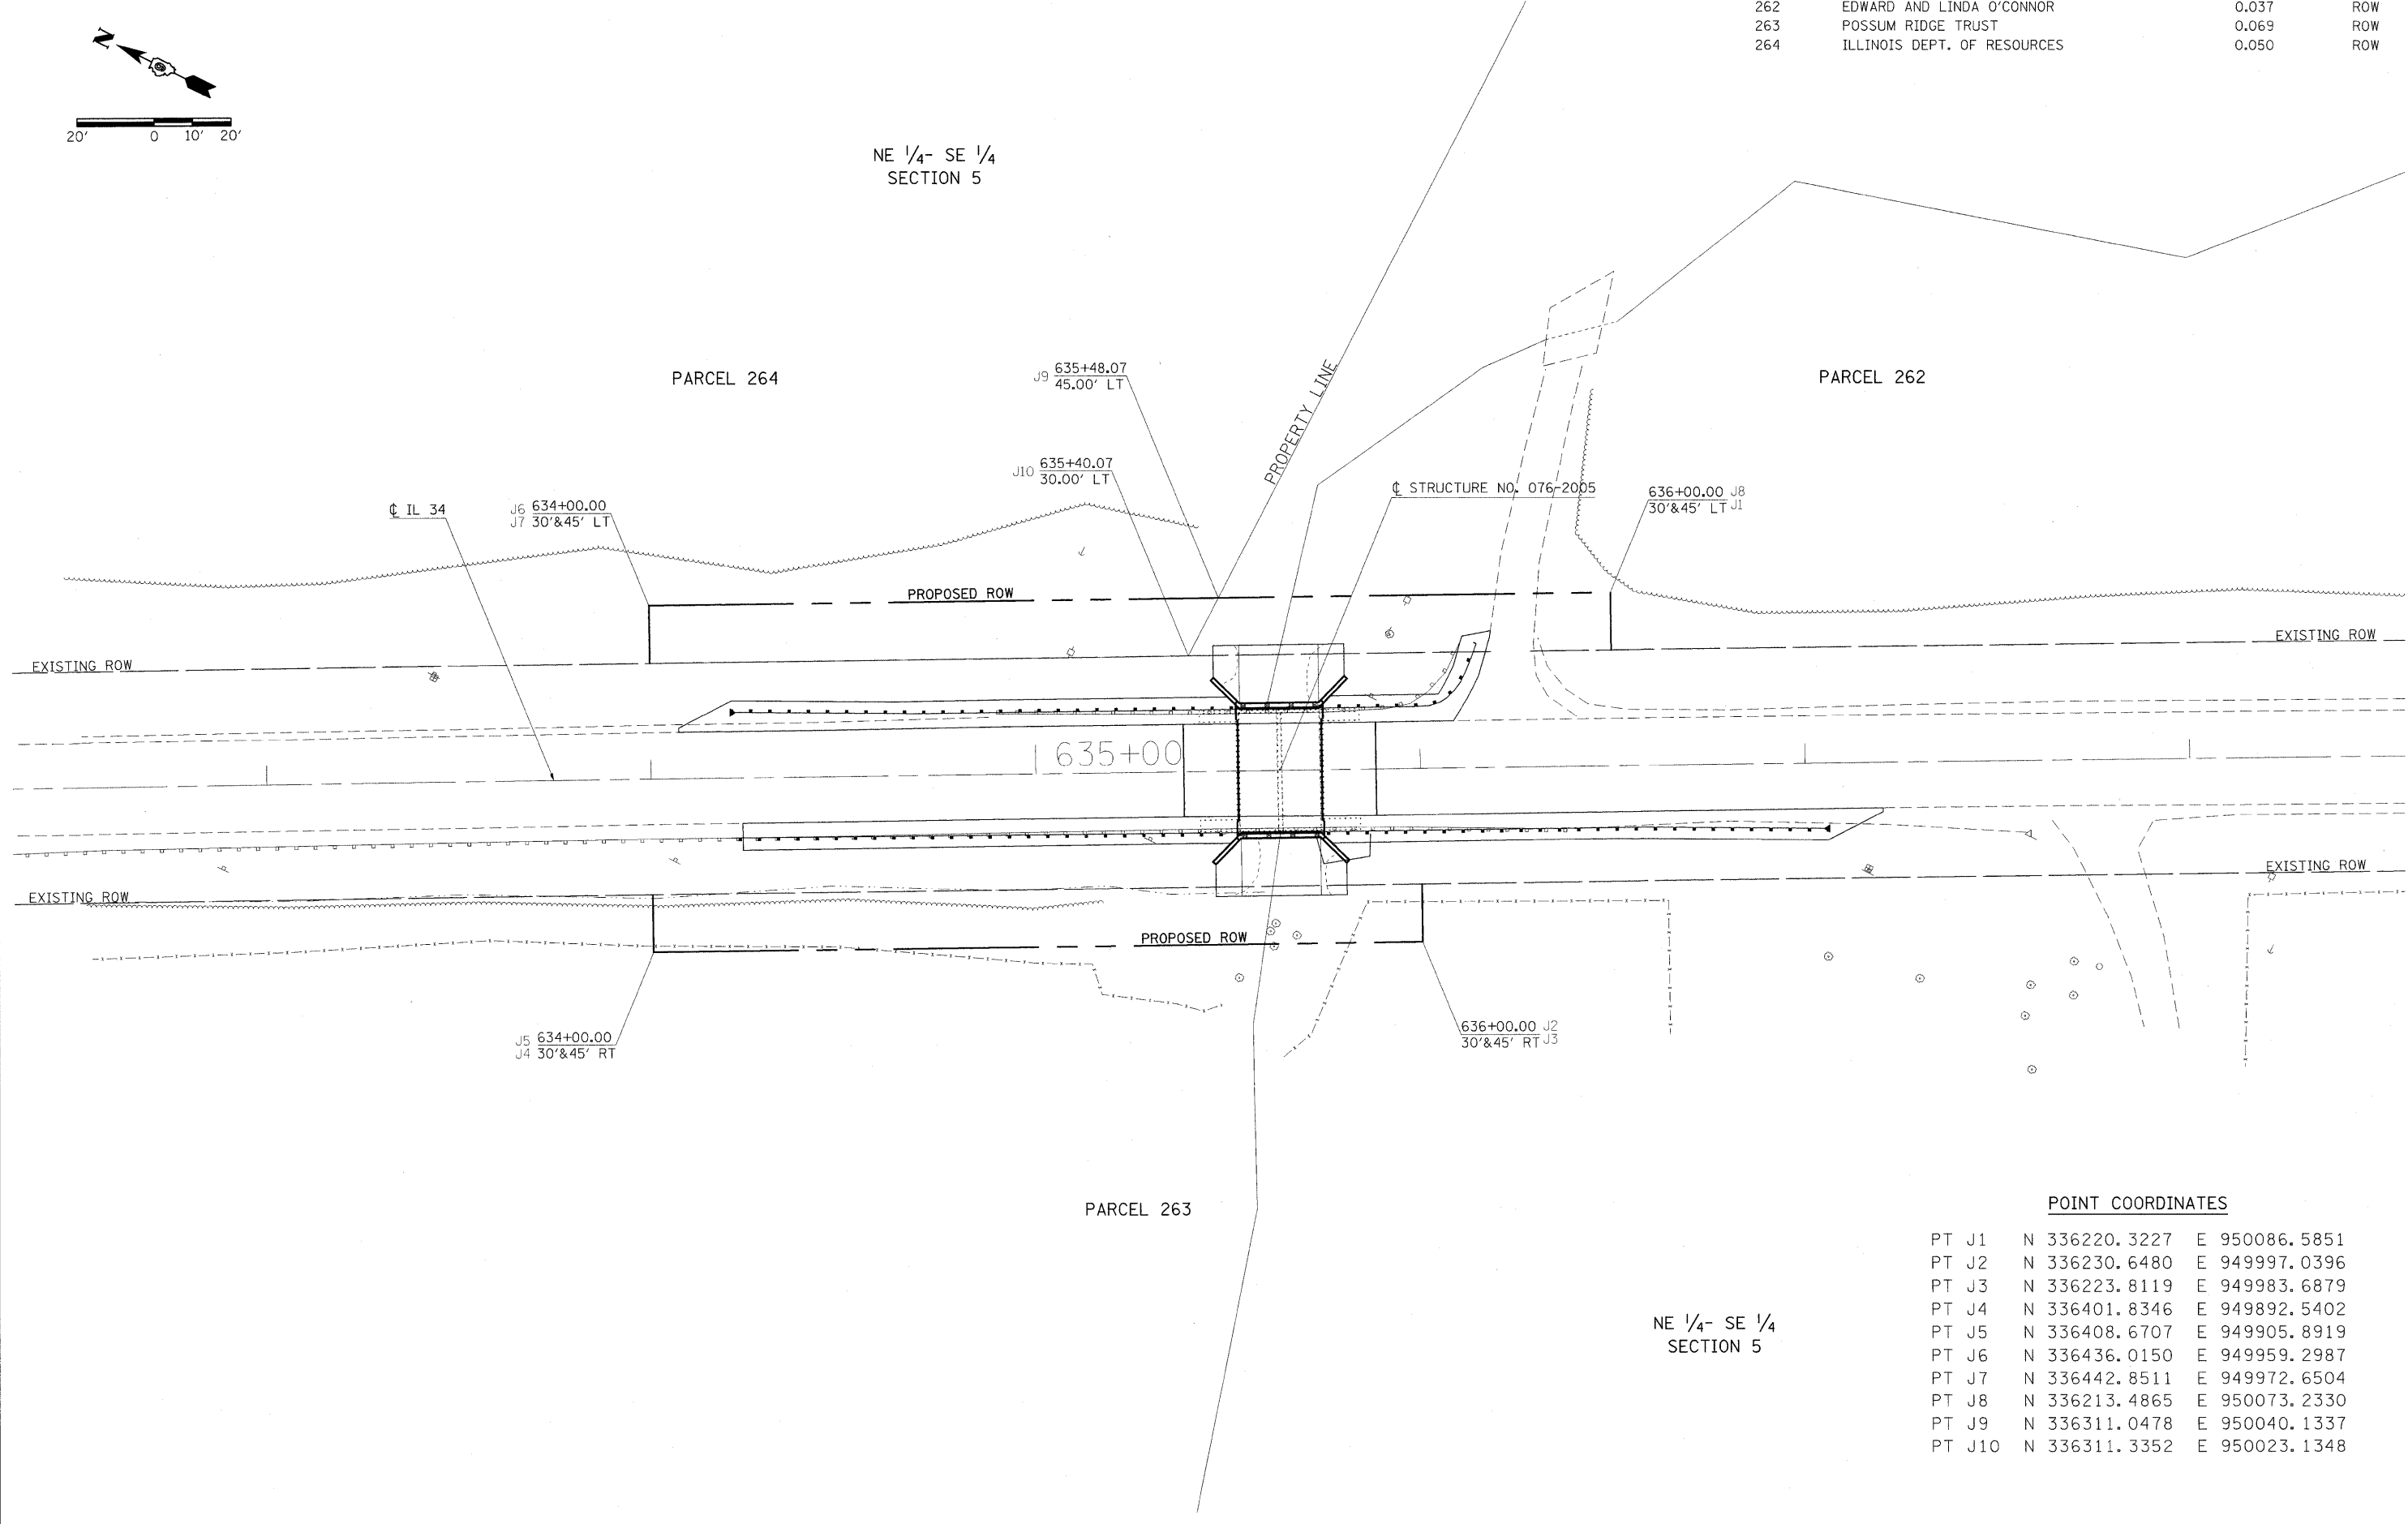 262 EDWARD AND LINDA O'CONNOR 0.037 ROW
263 POSSUM RIDGE TRUST 0.069 ROW
264 ILLINOIS DEPT. OF RESOURCES 0.050 ROW
N
20' 0 10' 20'
NE 1/4- SE 1/4
SECTION 5
PARCEL 264
J9 635+48.07
45.00' LT
PROPERTY LINE
PARCEL 262
J10 635+40.07
30.00' LT
℄ STRUCTURE NO. 076-2005
636+00.00 J8
30'&45' LT J1
℄ IL 34
J6 634+00.00
J7 30'&45' LT
PROPOSED ROW
EXISTING ROW
EXISTING ROW
635+00
EXISTING ROW
EXISTING ROW
PROPOSED ROW
J5 634+00.00
J4 30'&45' RT
636+00.00 J2
30'&45' RT J3
PARCEL 263
NE 1/4- SE 1/4
SECTION 5
POINT COORDINATES
PT J1 N 336220.3227 E 950086.5851
PT J2 N 336230.6480 E 949997.0396
PT J3 N 336223.8119 E 949983.6879
PT J4 N 336401.8346 E 949892.5402
PT J5 N 336408.6707 E 949905.8919
PT J6 N 336436.0150 E 949959.2987
PT J7 N 336442.8511 E 949972.6504
PT J8 N 336213.4865 E 950073.2330
PT J9 N 336311.0478 E 950040.1337
PT J10 N 336311.3352 E 950023.1348